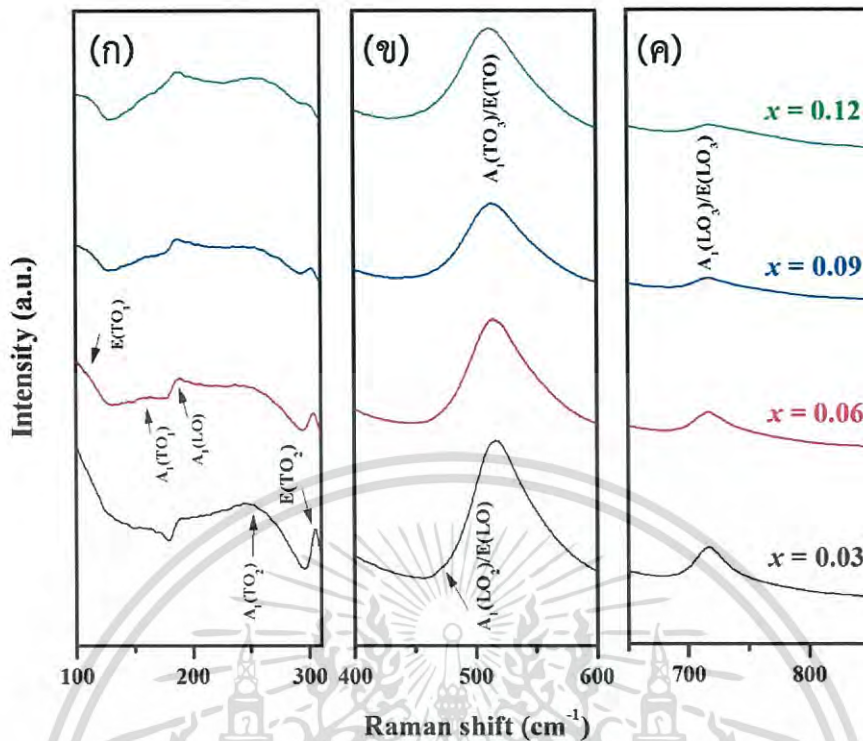 (ก)
(ข)
(ค)
x = 0.12
x = 0.09
x = 0.06
x = 0.03
E(TO₁)
A₁(TO₁)
A₁(LO)
A₁(TO₂)
E(TO₂)
A₁(TO₃)/E(TO)
A₁(LO₂)/E(LO)
A₁(LO₃)/E(LO₃)
Intensity (a.u.)
100 200 300 400 500 600 700 800
Raman shift (cm⁻¹)